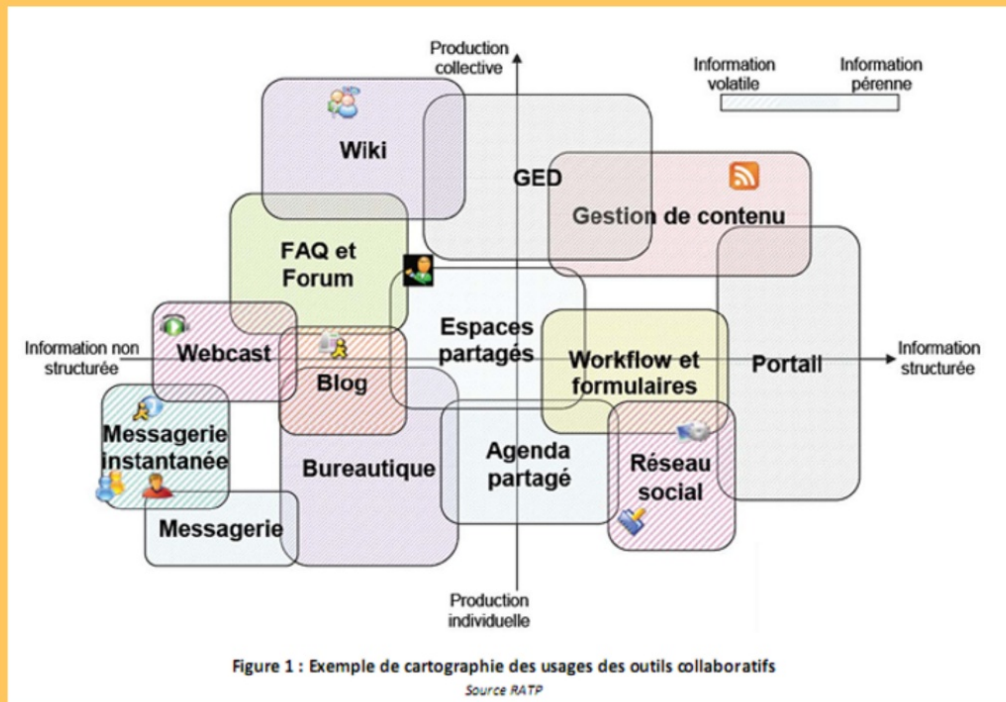 Production
collective
Information
volatile
Information
pérenne
Wiki
GED
Gestion de contenu
FAQ et
Forum
Espaces
partagés
Information non
structurée
Webcast
Blog
Workflow et
formulaires
Portall
Information
structurée
Messagerie
instantanée
Bureautique
Agenda
partagé
Réseau
social
Messagerie
Production
individuelle
Figure 1 : Exemple de cartographie des usages des outils collaboratifs
Source RATP